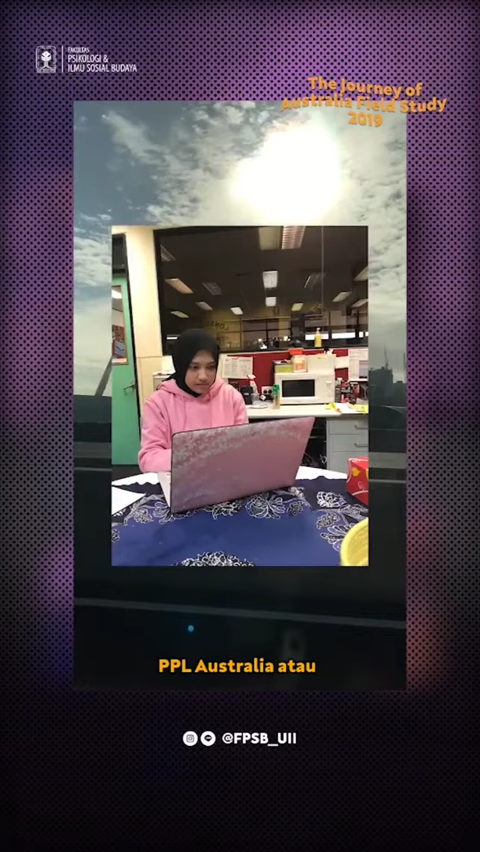 FAKULTAS
PSIKOLOGI &
ILMU SOSIAL BUDAYA
The Journey of
Australia Field Study
2019
PPL Australia atau
@FPSB_UII